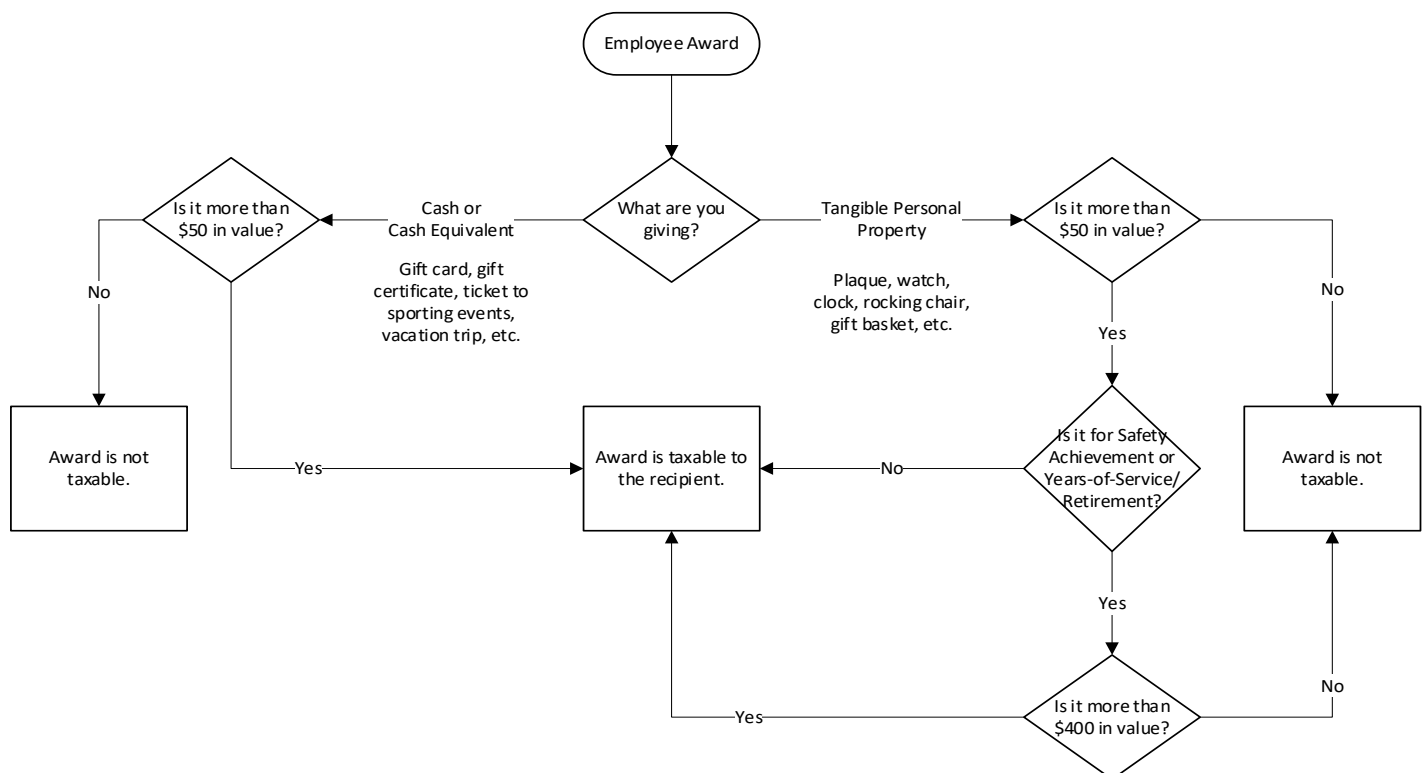 Employee Award
Is it more than
$50 in value?
Cash or
Cash Equivalent
Gift card, gift
certificate, ticket to
sporting events,
vacation trip, etc.
What are you
giving?
Tangible Personal
Property
Plaque, watch,
clock, rocking chair,
gift basket, etc.
Is it more than
$50 in value?
No
No
Yes
Award is not
taxable.
Yes
Award is taxable to
the recipient.
No
Is it for Safety
Achievement or
Years-of-Service/
Retirement?
Award is not
taxable.
Yes
Yes
Is it more than
$400 in value?
No